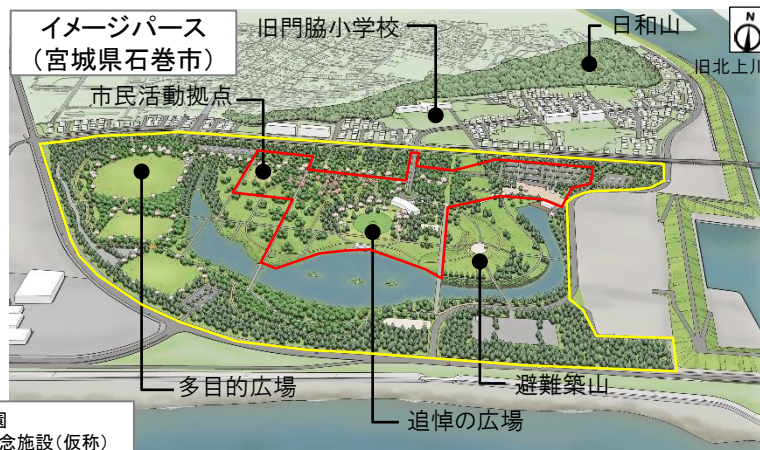 イメージパース
（宮城県石巻市）
旧門脇小学校
日和山
N
旧北上川
市民活動拠点
多目的広場
避難築山
追悼の広場
園
念施設（仮称）